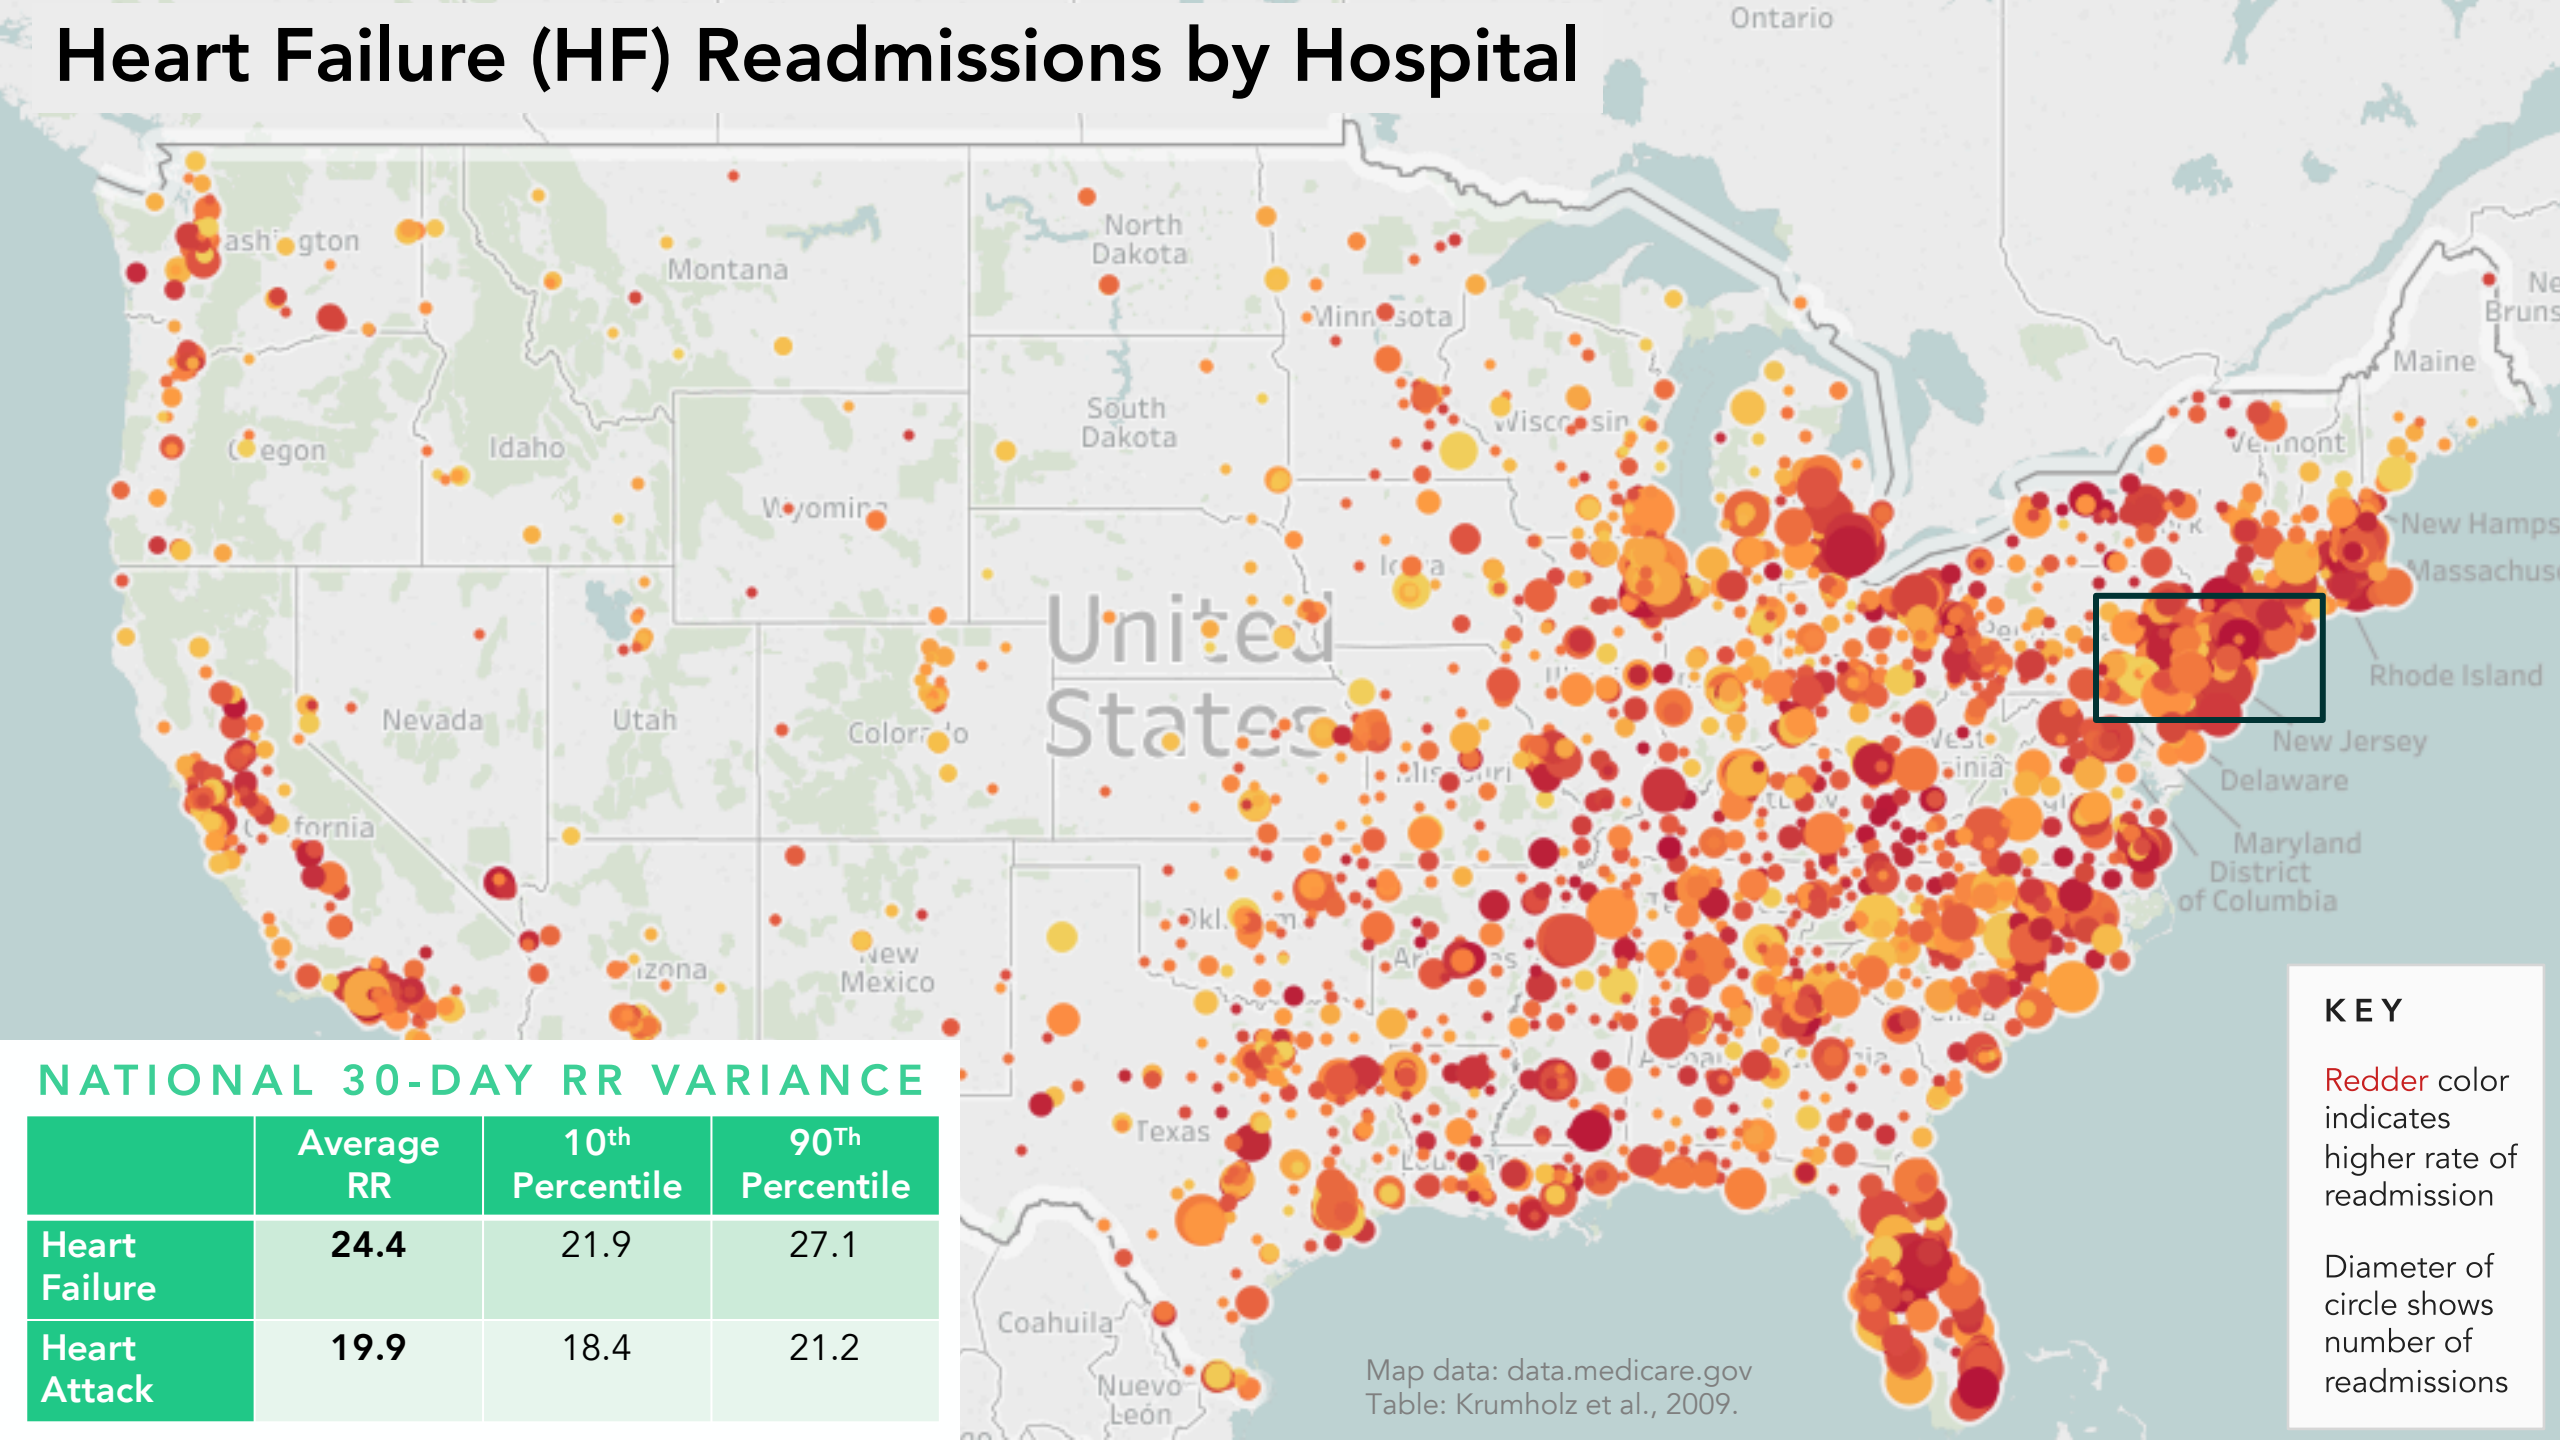 Heart Failure (HF) Readmissions by Hospital
Ontario
North
Dakota
Montana
Maine
South
Dakota
Idaho
United
States
Nevada
Utah
Rhode Island
New Jersey
Delaware
Maryland
District
of Columbia
New
Mexico
Texas
Coahuila
Nuevo
León
NATIONAL 30-DAY RR VARIANCE
Average RR
10th Percentile
90Th Percentile
Heart Failure
24.4
21.9
27.1
Heart Attack
19.9
18.4
21.2
Map data: data.medicare.gov
Table: Krumholz et al., 2009.
KEY
Redder color
indicates
higher rate of
readmission
Diameter of
circle shows
number of
readmissions